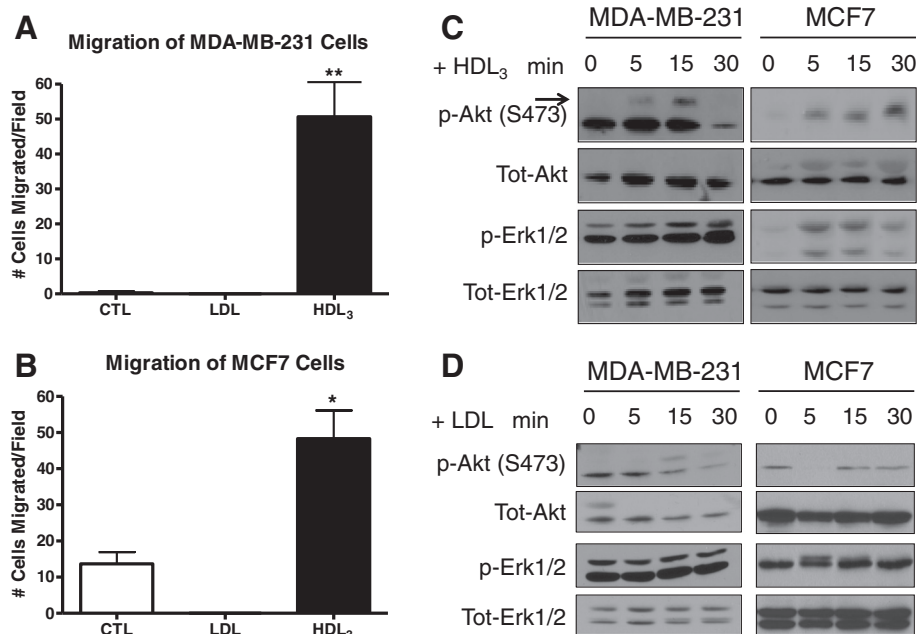 A
Migration of MDA-MB-231 Cells
# Cells Migrated/Field
60
50
40
30
20
10
0
**
CTL
LDL
HDL₃
B
Migration of MCF7 Cells
# Cells Migrated/Field
60
50
40
30
20
10
0
*
CTL
LDL
HDL₃
C
MDA-MB-231 MCF7
+ HDL₃ min 0 5 15 30 0 5 15 30
p-Akt (S473)
Tot-Akt
p-Erk1/2
Tot-Erk1/2
D
MDA-MB-231 MCF7
+ LDL min 0 5 15 30 0 5 15 30
p-Akt (S473)
Tot-Akt
p-Erk1/2
Tot-Erk1/2